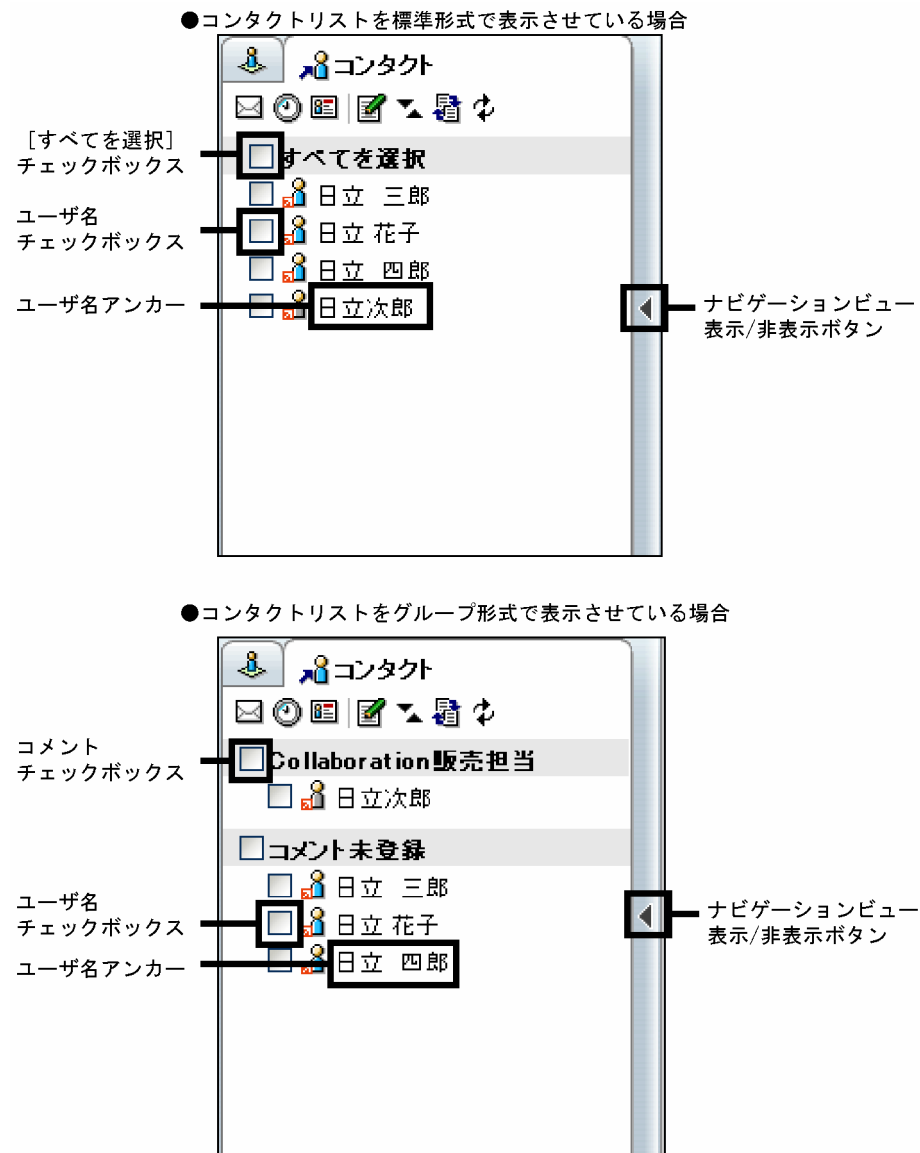 ●コンタクトリストを標準形式で表示させている場合
コンタクト
[すべてを選択]
チェックボックス
すべてを選択
日立 三郎
ユーザ名
チェックボックス
日立 花子
日立 四郎
ユーザ名アンカー
日立次郎
ナビゲーションビュー
表示/非表示ボタン
●コンタクトリストをグループ形式で表示させている場合
コンタクト
コメント
チェックボックス
Collaboration販売担当
日立次郎
コメント未登録
日立 三郎
ユーザ名
チェックボックス
日立 花子
ユーザ名アンカー
日立 四郎
ナビゲーションビュー
表示/非表示ボタン